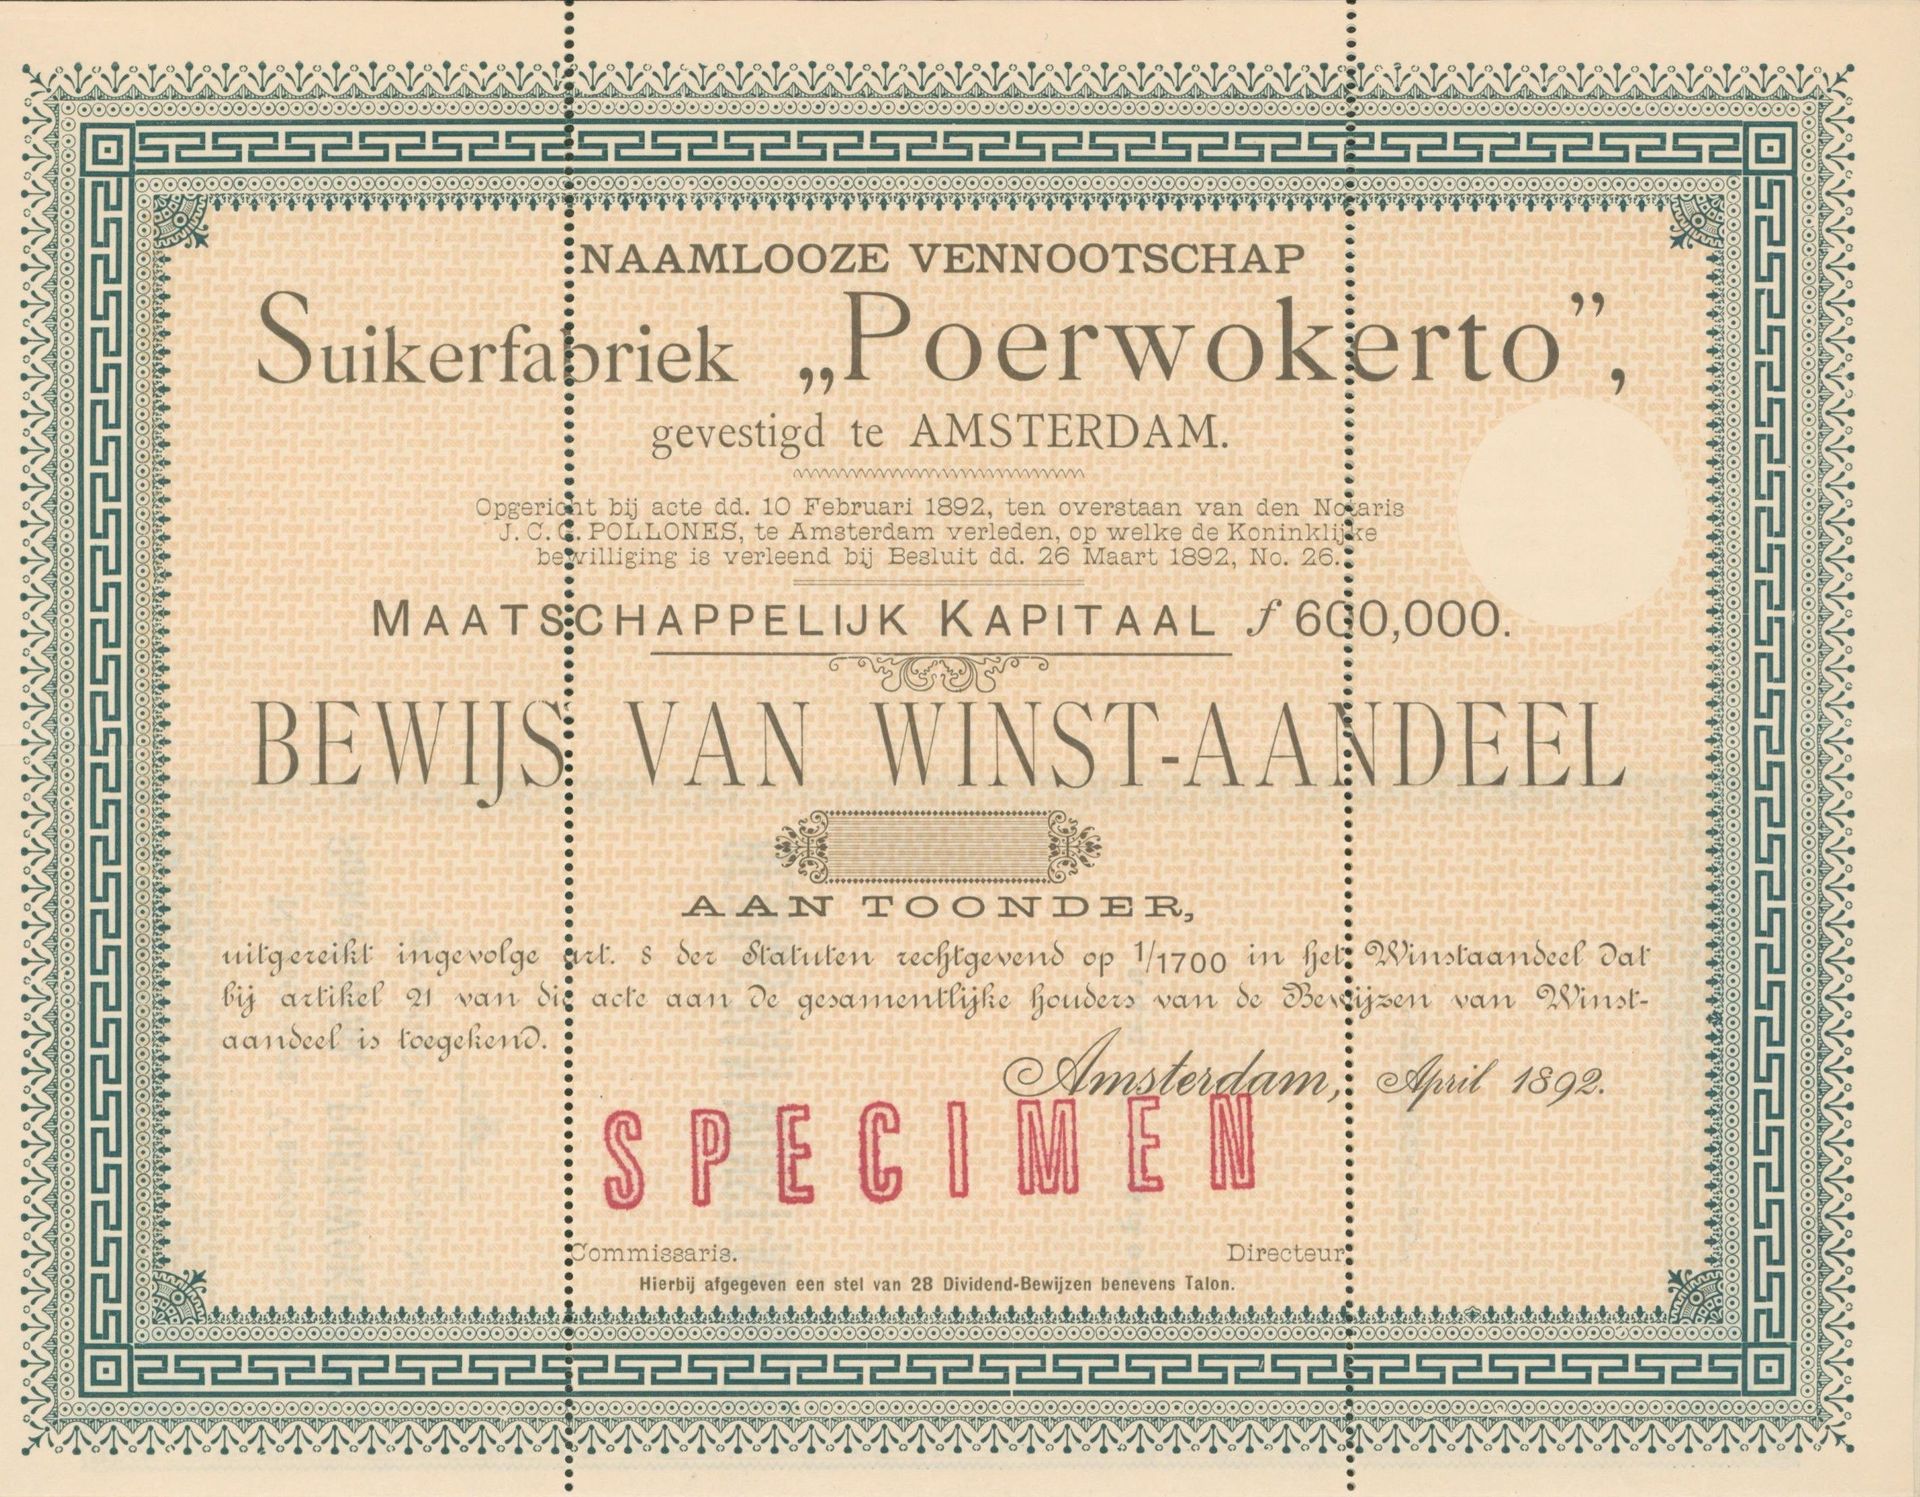 NAAMLOOZE VENNOOTSCHAP
Suikerfabriek „Poerwokerto”,
gevestigd te AMSTERDAM.
Opgericht bij acte dd. 10 Februari 1892, ten overstaan van den Notaris
J. C. G. POLLONES, te Amsterdam verleden, op welke de Koninklijke
bewilliging is verleend bij Besluit dd. 26 Maart 1892, No. 26.
MAATSCHAPPELIJK KAPITAAL ƒ 600,000.
BEWIJS VAN WINST-AANDEEL
AAN TOONDER,
uitgereikt ingevolge art. 8 der Statuten rechtgevend op 1/1700 in het Winstaandeel dat
bij artikel 21 van die acte aan de gesamentlijke houders van de Bewijzen van Winst-
aandeel is toegekend.
Amsterdam, April 1892.
SPECIMEN
Commissaris. Directeur
Hierbij afgegeven een stel van 28 Dividend-Bewijzen benevens Talon.